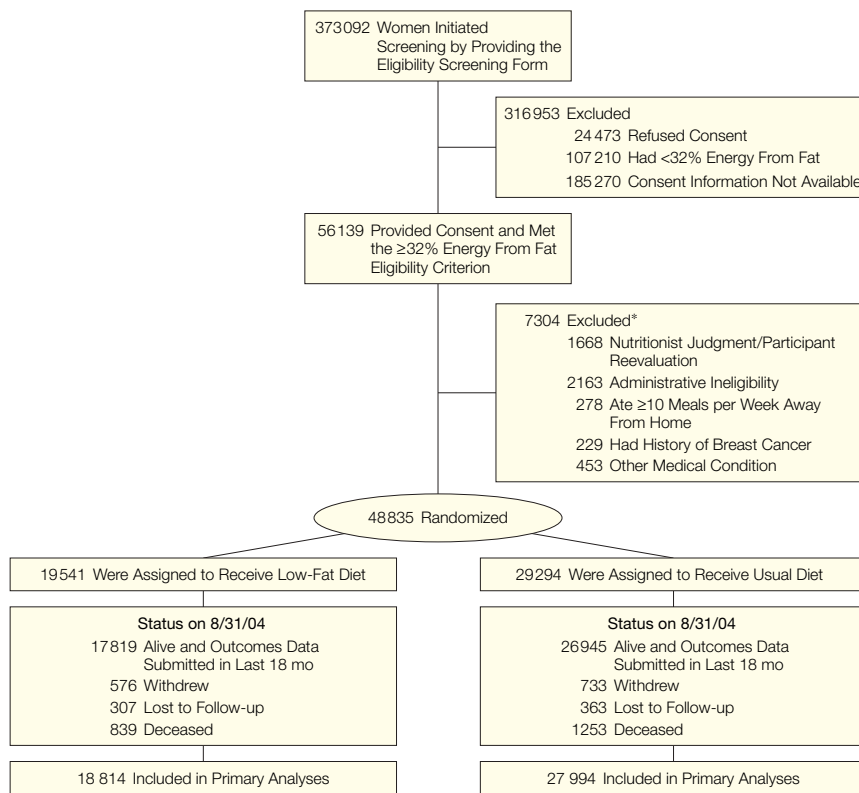 373092 Women Initiated
Screening by Providing the
Eligibility Screening Form
316953 Excluded
24473 Refused Consent
107210 Had <32% Energy From Fat
185270 Consent Information Not Available
56139 Provided Consent and Met
the ≥32% Energy From Fat
Eligibility Criterion
7304 Excluded*
1668 Nutritionist Judgment/Participant
Reevaluation
2163 Administrative Ineligibility
278 Ate ≥10 Meals per Week Away
From Home
229 Had History of Breast Cancer
453 Other Medical Condition
48835 Randomized
19541 Were Assigned to Receive Low-Fat Diet
Status on 8/31/04
17819 Alive and Outcomes Data
Submitted in Last 18 mo
576 Withdrew
307 Lost to Follow-up
839 Deceased
18 814 Included in Primary Analyses
29294 Were Assigned to Receive Usual Diet
Status on 8/31/04
26945 Alive and Outcomes Data
Submitted in Last 18 mo
733 Withdrew
363 Lost to Follow-up
1253 Deceased
27 994 Included in Primary Analyses